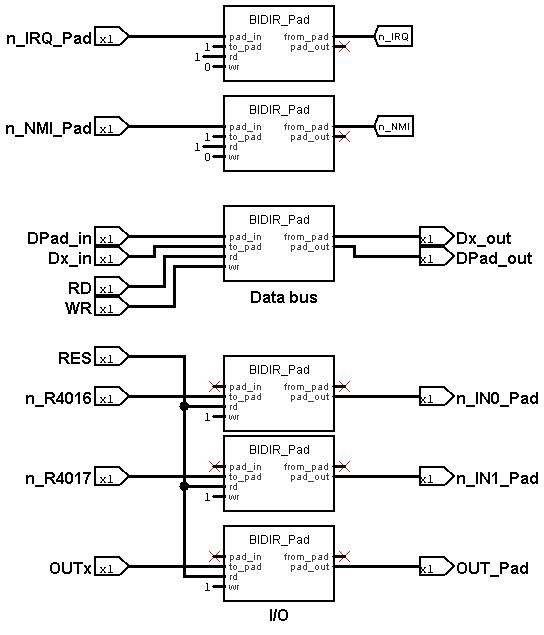 BIDIR_Pad
n_IRQ_Pad x1 pad_in from_pad n_IRQ
1 to_pad pad_out
1 rd
0 wr
BIDIR_Pad
n_NMI_Pad x1 pad_in from_pad n_NMI
1 to_pad pad_out
1 rd
0 wr
BIDIR_Pad
DPad_in x1 pad_in from_pad x1 Dx_out
Dx_in x1 to_pad pad_out x1 DPad_out
rd
RD x1 wr
WR x1
Data bus
RES x1
BIDIR_Pad
pad_in from_pad
n_R4016 x1 to_pad pad_out x1 n_IN0_Pad
rd
1 wr
BIDIR_Pad
pad_in from_pad
n_R4017 x1 to_pad pad_out x1 n_IN1_Pad
rd
1 wr
BIDIR_Pad
pad_in from_pad
OUTx x1 to_pad pad_out x1 OUT_Pad
rd
1 wr
I/O